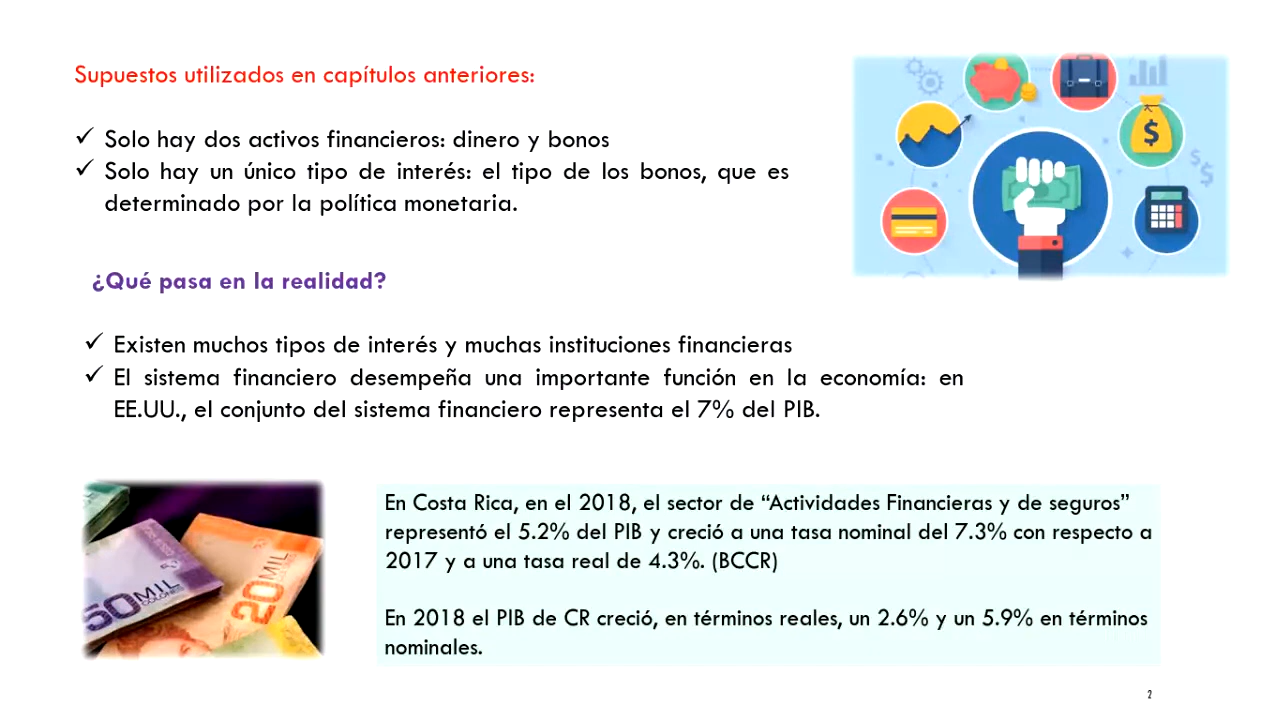 Supuestos utilizados en capítulos anteriores:
✓ Solo hay dos activos financieros: dinero y bonos
✓ Solo hay un único tipo de interés: el tipo de los bonos, que es
determinado por la política monetaria.
$
¿Qué pasa en la realidad?
✓ Existen muchos tipos de interés y muchas instituciones financieras
✓ El sistema financiero desempeña una importante función en la economía: en
EE.UU., el conjunto del sistema financiero representa el 7% del PIB.
50MIL
COLONES
20MIL
En Costa Rica, en el 2018, el sector de “Actividades Financieras y de seguros”
representó el 5.2% del PIB y creció a una tasa nominal del 7.3% con respecto a
2017 y a una tasa real de 4.3%. (BCCR)
En 2018 el PIB de CR creció, en términos reales, un 2.6% y un 5.9% en términos
nominales.
2